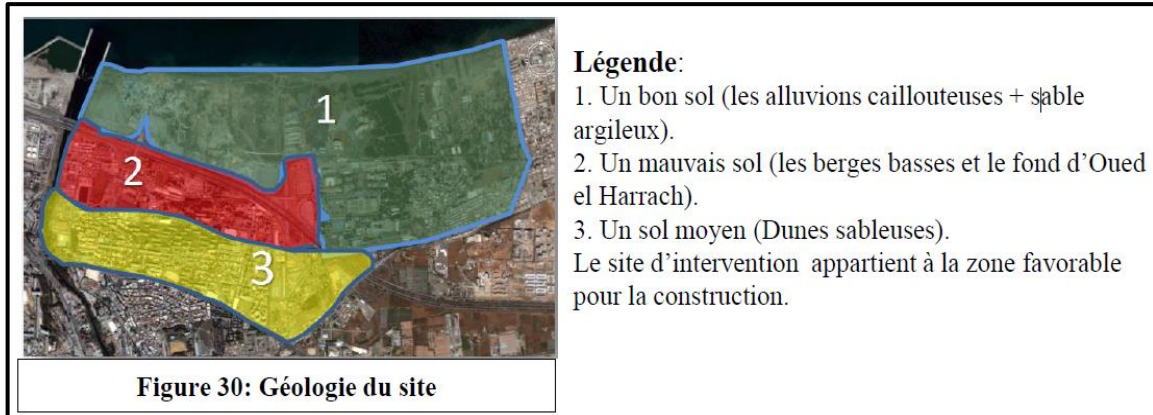 1
2
3
Figure 30: Géologie du site
Légende:
1. Un bon sol (les alluvions caillouteuses + sable
argileux).
2. Un mauvais sol (les berges basses et le fond d’Oued
el Harrach).
3. Un sol moyen (Dunes sableuses).
Le site d’intervention appartient à la zone favorable
pour la construction.